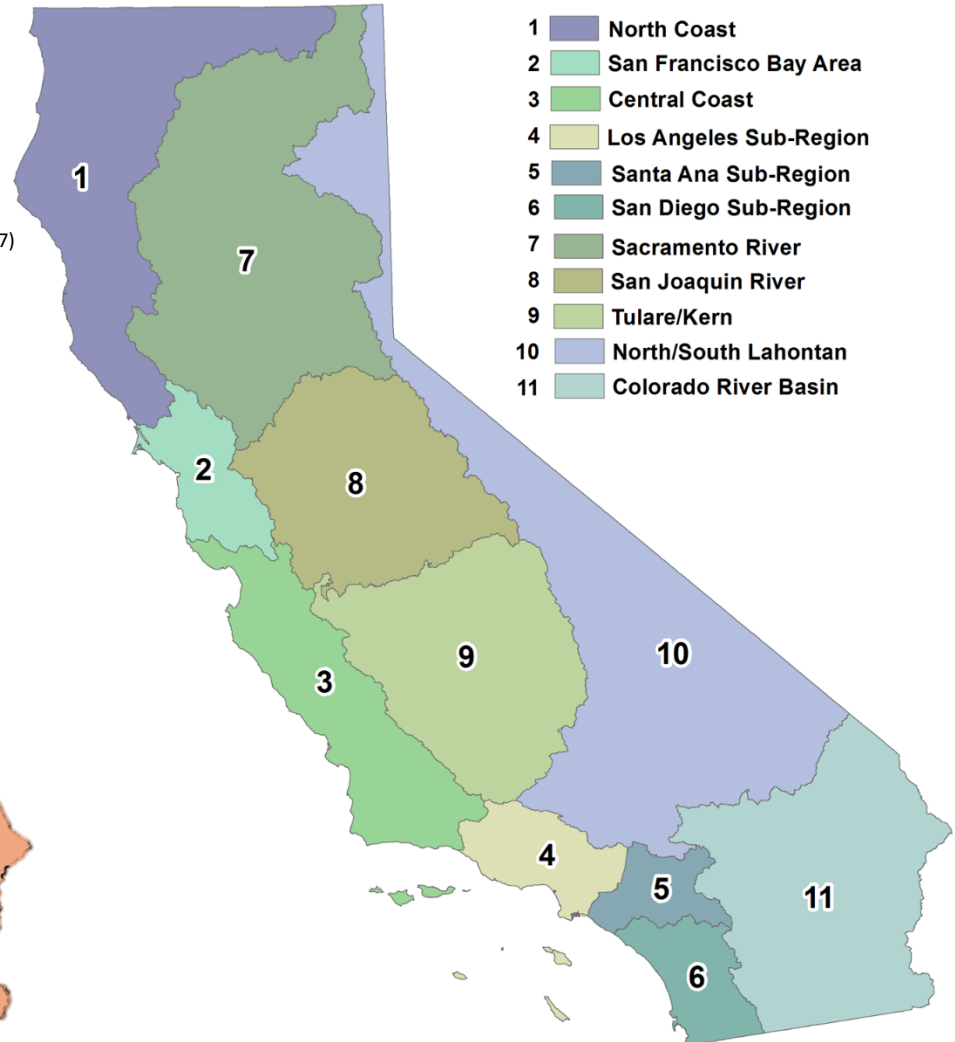 1 North Coast
2 San Francisco Bay Area
3 Central Coast
4 Los Angeles Sub-Region
5 Santa Ana Sub-Region
6 San Diego Sub-Region
7 Sacramento River
8 San Joaquin River
9 Tulare/Kern
10 North/South Lahontan
11 Colorado River Basin
1
7)
7
2
8
3
9
10
4
5
11
6